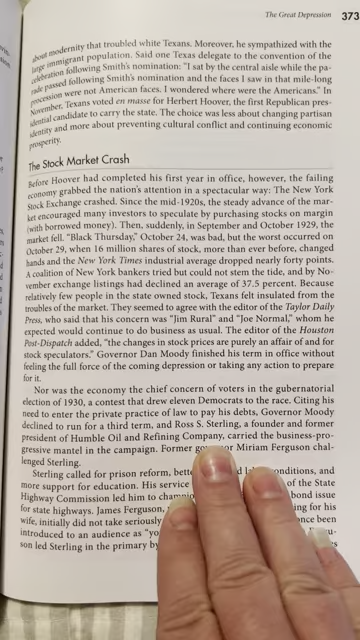 The Great Depression 373
about modernity that troubled white Texans. Moreover, he sympathized with the
large immigrant population. Said one Texas delegate to the convention of the
celebration following Smith's nomination: "I sat by the central aisle while the pa-
rade passed following Smith's nomination and the faces I saw in that mile-long
procession were not American faces. I wondered where were the Americans." In
November, Texans voted en masse for Herbert Hoover, the first Republican pres-
idential candidate to carry the state. The choice was less about changing partisan
identity and more about preventing cultural conflict and continuing economic
prosperity.
The Stock Market Crash
Before Hoover had completed his first year in office, however, the failing
economy grabbed the nation's attention in a spectacular way: The New York
Stock Exchange crashed. Since the mid-1920s, the steady advance of the mar-
ket encouraged many investors to speculate by purchasing stocks on margin
(with borrowed money). Then, suddenly, in September and October 1929, the
market fell. "Black Thursday," October 24, was bad, but the worst occurred on
October 29, when 16 million shares of stock, more than ever before, changed
hands and the New York Times industrial average dropped nearly forty points.
A coalition of New York bankers tried but could not stem the tide, and by No-
vember exchange listings had declined an average of 37.5 percent. Because
relatively few people in the state owned stock, Texans felt insulated from the
troubles of the market. They seemed to agree with the editor of the Taylor Daily
Press, who said that his concern was "Jim Rural" and "Joe Normal," whom he
expected would continue to do business as usual. The editor of the Houston
Post-Dispatch added, "the changes in stock prices are purely an affair of and for
stock speculators." Governor Dan Moody finished his term in office without
feeling the full force of the coming depression or taking any action to prepare
for it.
Nor was the economy the chief concern of voters in the gubernatorial
election of 1930, a contest that drew eleven Democrats to the race. Citing his
need to enter the private practice of law to pay his debts, Governor Moody
declined to run for a third term, and Ross S. Sterling, a founder and former
president of Humble Oil and Refining Company, carried the business-pro-
gressive mantel in the campaign. Former governor Miriam Ferguson chal-
lenged Sterling.
Sterling called for prison reform, conditions, and
more support for education. His service of the State
Highway Commission led him to bond issue
for state highways. James Ferguson, for his
wife, initially did not take seriously once been
introduced to an audience as
son led Sterling in the primary by